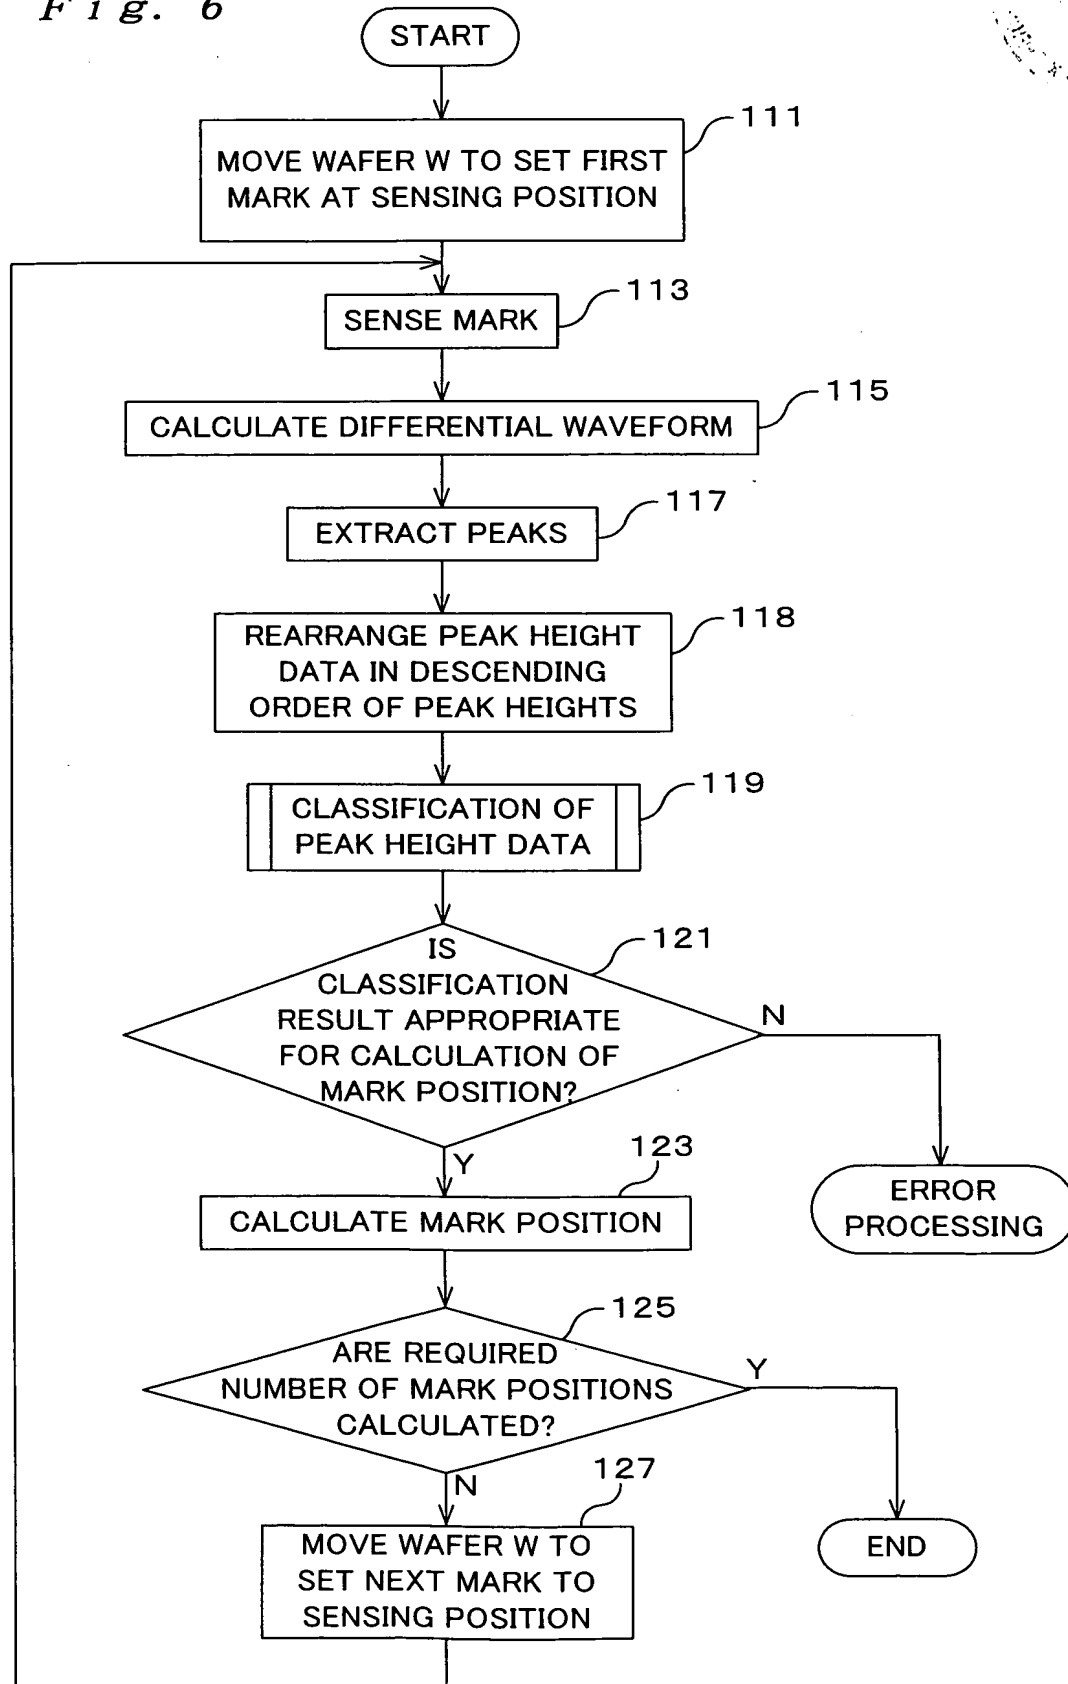 Fig. 6
START
111
MOVE WAFER W TO SET FIRST
MARK AT SENSING POSITION
113
SENSE MARK
115
CALCULATE DIFFERENTIAL WAVEFORM
117
EXTRACT PEAKS
118
REARRANGE PEAK HEIGHT
DATA IN DESCENDING
ORDER OF PEAK HEIGHTS
119
CLASSIFICATION OF
PEAK HEIGHT DATA
121
IS
CLASSIFICATION
RESULT APPROPRIATE
FOR CALCULATION OF
MARK POSITION?
N
Y
123
CALCULATE MARK POSITION
ERROR
PROCESSING
125
ARE REQUIRED
NUMBER OF MARK POSITIONS
CALCULATED?
Y
N
127
MOVE WAFER W TO
SET NEXT MARK TO
SENSING POSITION
END